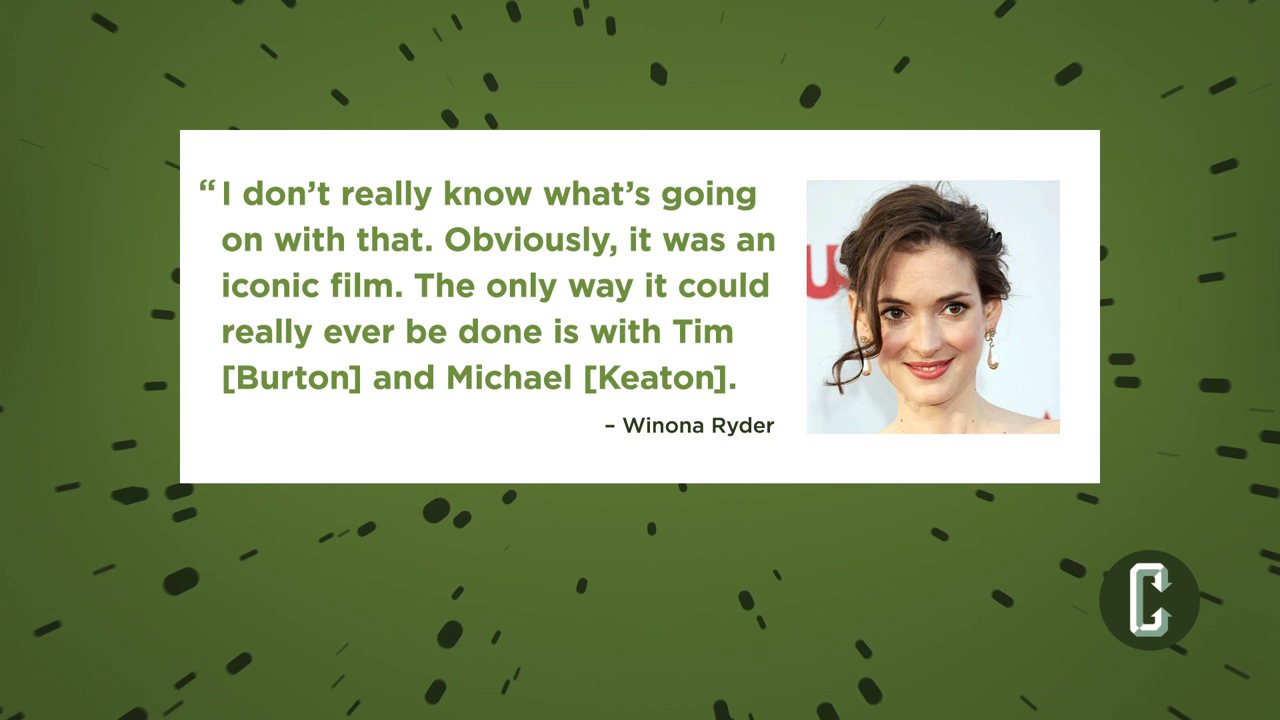 “I don’t really know what’s going
on with that. Obviously, it was an
iconic film. The only way it could
really ever be done is with Tim
[Burton] and Michael [Keaton].
– Winona Ryder
US
C